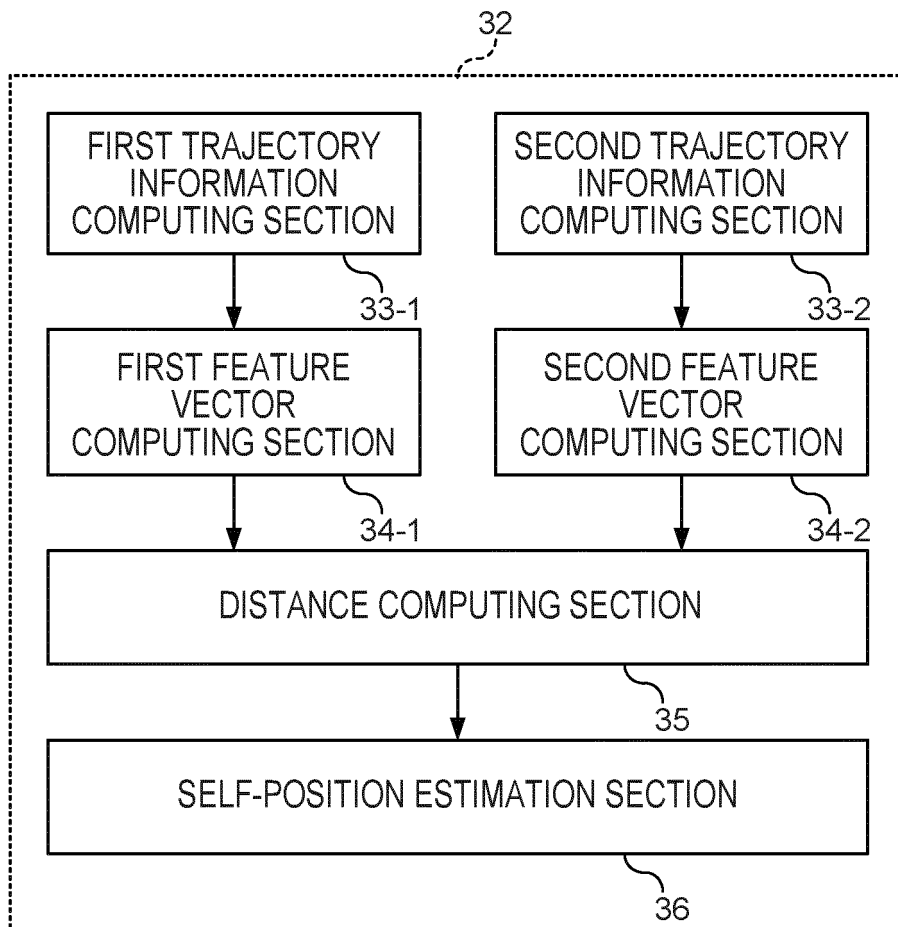 32
FIRST TRAJECTORY
INFORMATION
COMPUTING SECTION
33-1
SECOND TRAJECTORY
INFORMATION
COMPUTING SECTION
33-2
FIRST FEATURE
VECTOR
COMPUTING SECTION
34-1
SECOND FEATURE
VECTOR
COMPUTING SECTION
34-2
DISTANCE COMPUTING SECTION
35
SELF-POSITION ESTIMATION SECTION
36